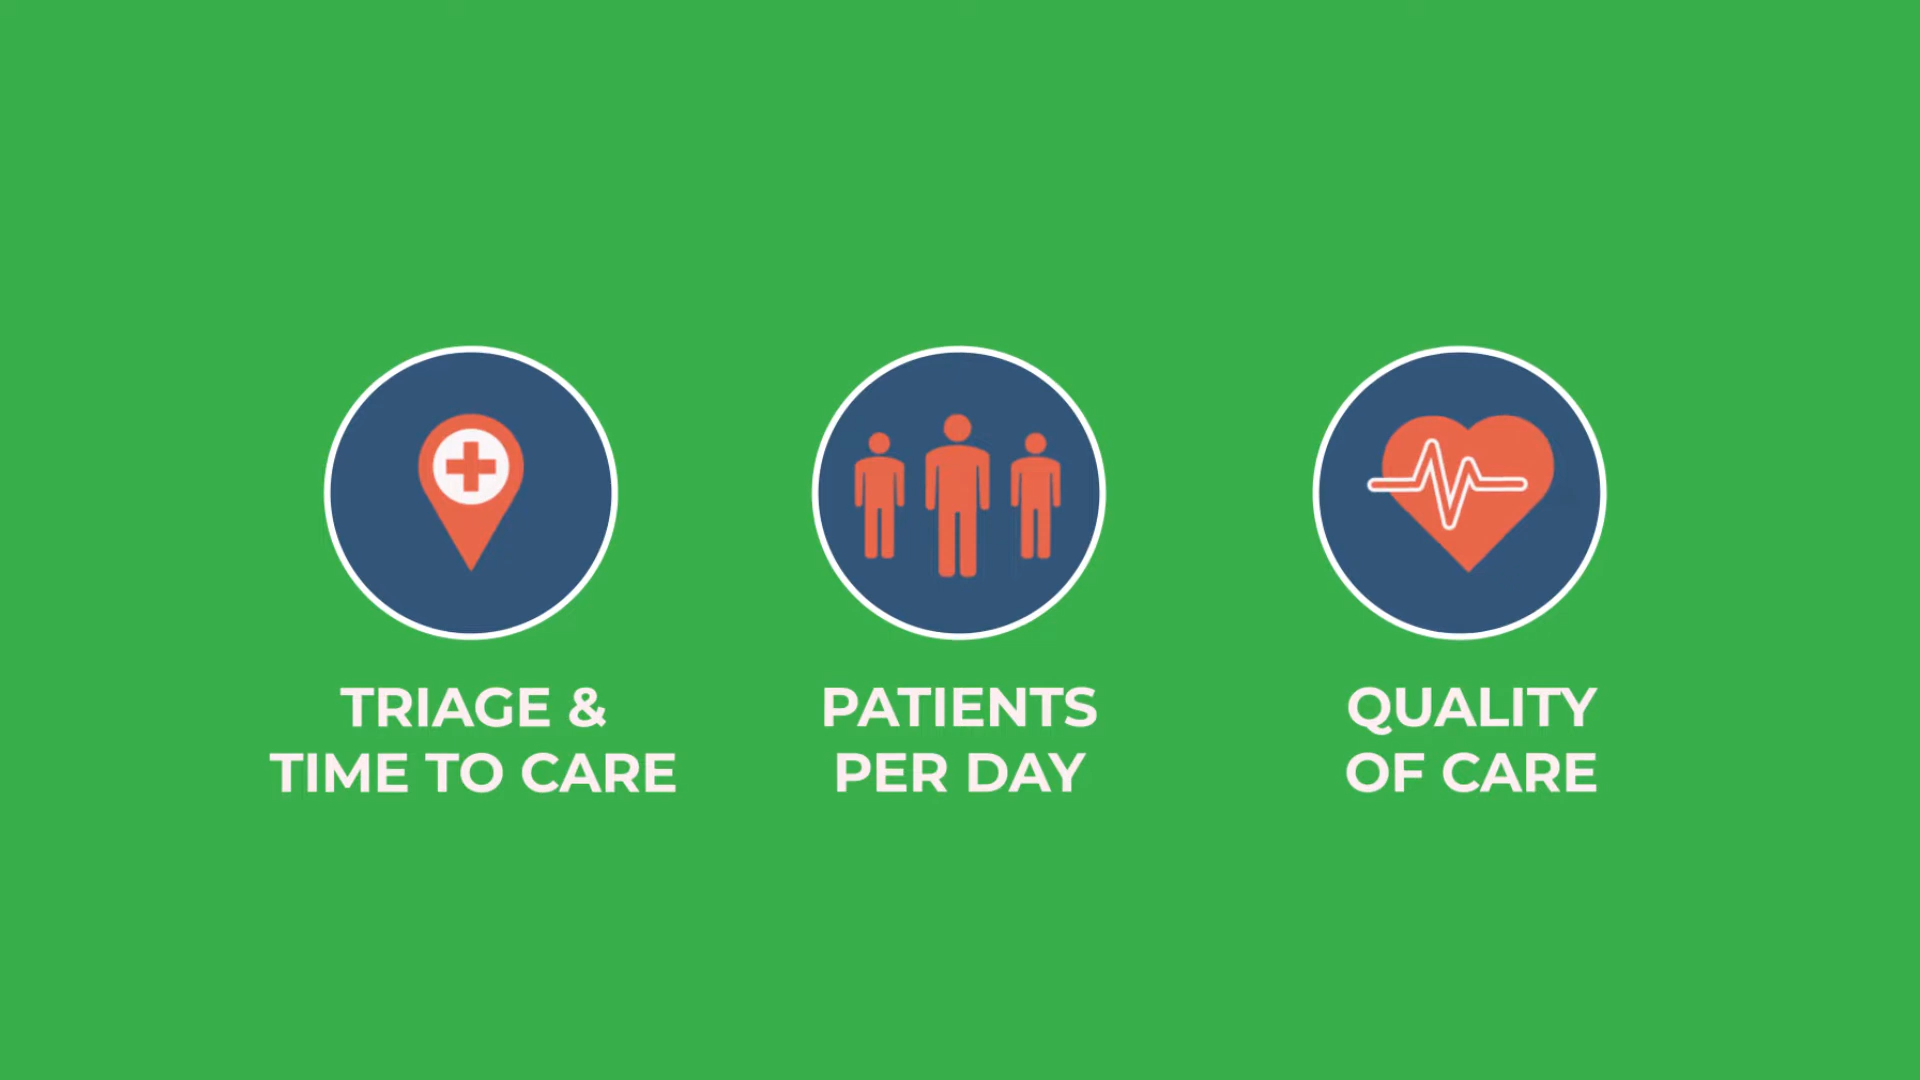 TRIAGE &
TIME TO CARE
PATIENTS
PER DAY
QUALITY
OF CARE